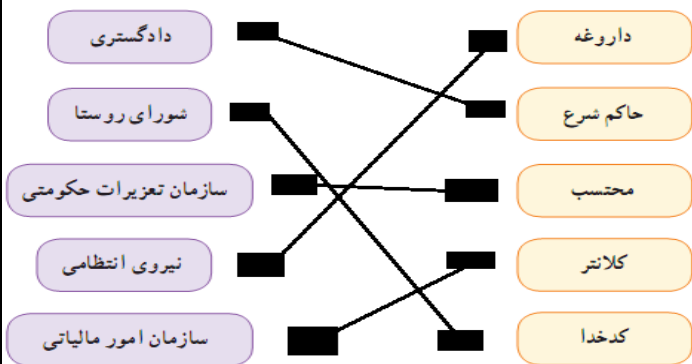 داروغه
دادگستری
حاکم شرع
شورای روستا
محتسب
سازمان تعزیرات حکومتی
کلانتر
نیروی انتظامی
کدخدا
سازمان امور مالیاتی